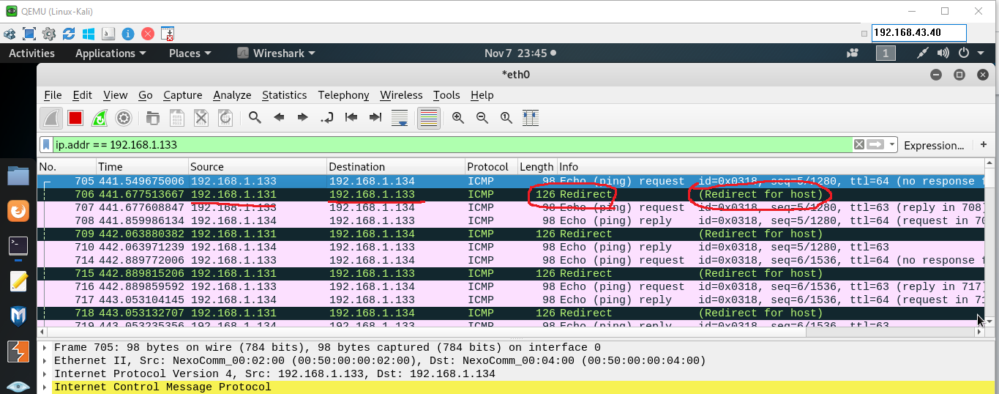 QEMU (Linux-Kali)
192.168.43.40
Activities Applications Places Wireshark Nov 7 23:45 1
*eth0
File Edit View Go Capture Analyze Statistics Telephony Wireless Tools Help
ip.addr == 192.168.1.133 Expression... +
No. Time Source Destination Protocol Length Info
705 441.549675006 192.168.1.133 192.168.1.134 ICMP 98 Echo (ping) request id=0x0318, seq=5/1280, ttl=64 (no response f
706 441.677513667 192.168.1.131 192.168.1.133 ICMP 126 Redirect (Redirect for host)
707 441.677608847 192.168.1.133 192.168.1.134 ICMP 98 Echo (ping) request id=0x0318, seq=5/1280, ttl=63 (reply in 708)
708 441.859986134 192.168.1.134 192.168.1.133 ICMP 98 Echo (ping) reply id=0x0318, seq=5/1280, ttl=64 (request in 70
709 442.063880382 192.168.1.131 192.168.1.134 ICMP 126 Redirect (Redirect for host)
710 442.063971239 192.168.1.134 192.168.1.133 ICMP 98 Echo (ping) reply id=0x0318, seq=5/1280, ttl=63
714 442.889772006 192.168.1.133 192.168.1.134 ICMP 98 Echo (ping) request id=0x0318, seq=6/1536, ttl=64 (no response f
715 442.889815206 192.168.1.131 192.168.1.133 ICMP 126 Redirect (Redirect for host)
716 442.889859592 192.168.1.133 192.168.1.134 ICMP 98 Echo (ping) request id=0x0318, seq=6/1536, ttl=63 (reply in 717)
717 443.053104145 192.168.1.134 192.168.1.133 ICMP 98 Echo (ping) reply id=0x0318, seq=6/1536, ttl=64 (request in 71
718 443.053132707 192.168.1.131 192.168.1.134 ICMP 126 Redirect (Redirect for host)
719 443.053235356 192.168.1.134 192.168.1.133 ICMP 98 Echo (ping) reply id=0x0318, seq=6/1536, ttl=63
Frame 705: 98 bytes on wire (784 bits), 98 bytes captured (784 bits) on interface 0
Ethernet II, Src: NexoComm_00:02:00 (00:50:00:00:02:00), Dst: NexoComm_00:04:00 (00:50:00:00:04:00)
Internet Protocol Version 4, Src: 192.168.1.133, Dst: 192.168.1.134
Internet Control Message Protocol